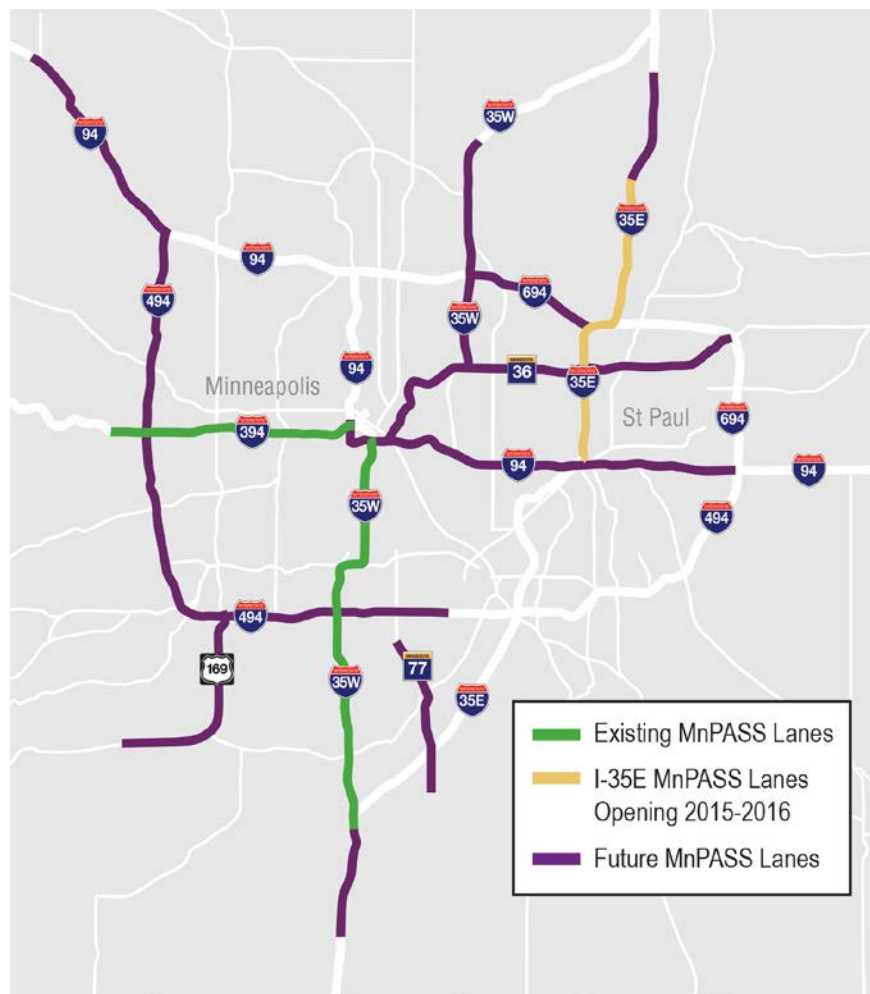 35W
94
35E
94
494
694
35W
94
36
35E
Minneapolis
St Paul
694
394
94
94
35W
494
494
169
77
35W
35E
Existing MnPASS Lanes
I-35E MnPASS Lanes
Opening 2015-2016
Future MnPASS Lanes